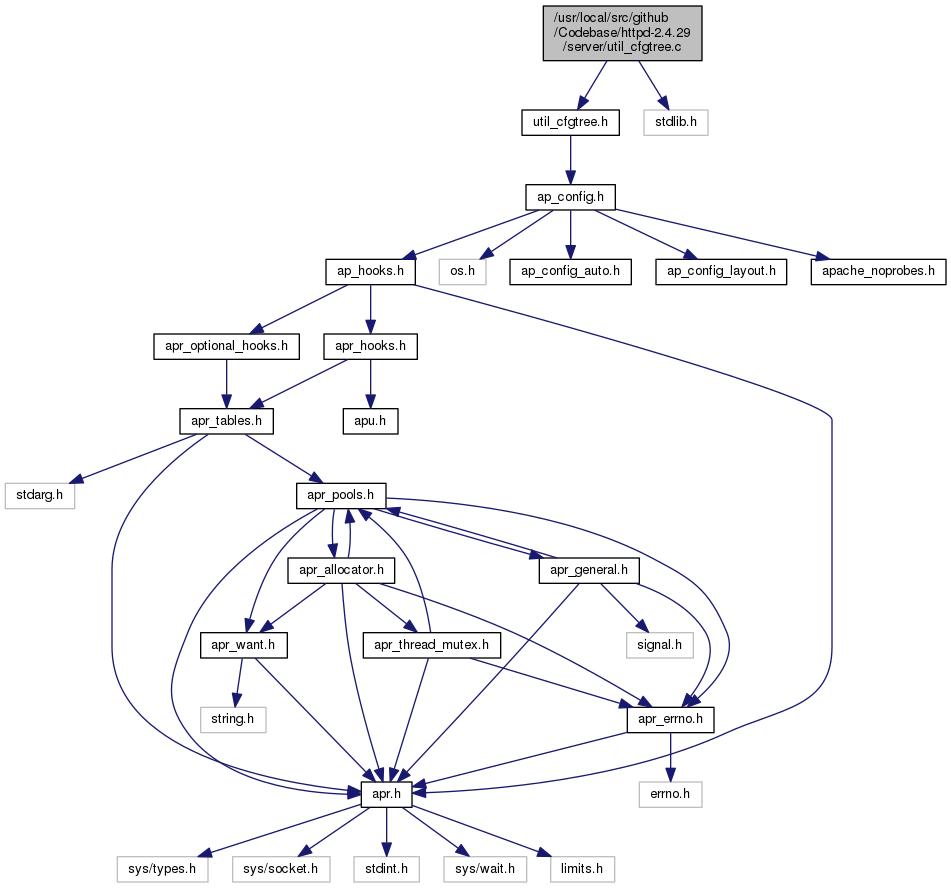 /usr/local/src/github
/Codebase/httpd-2.4.29
/server/util_cfgtree.c
util_cfgtree.h
stdlib.h
ap_config.h
ap_hooks.h
os.h
ap_config_auto.h
ap_config_layout.h
apache_noprobes.h
apr_optional_hooks.h
apr_hooks.h
apr_tables.h
apu.h
stdarg.h
apr_pools.h
apr_allocator.h
apr_general.h
apr_want.h
apr_thread_mutex.h
signal.h
string.h
apr_errno.h
apr.h
errno.h
sys/types.h
sys/socket.h
stdint.h
sys/wait.h
limits.h